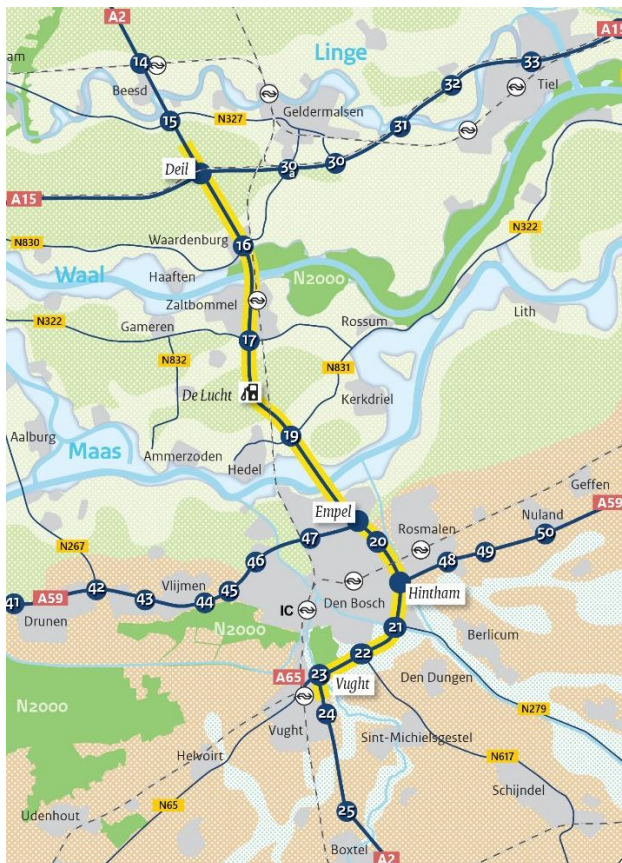 A2
Linge
A15
am
14
Beesd
33
32
Tiel
Geldermalsen
15
N327
31
Deil
30a
30
A15
N322
N830
Waardenburg
16
Waal
Haaften
N2000
Zaltbommel
Lith
N322
Gameren
Rossum
17
N832
N831
De Lucht
Kerkdriel
Aalburg
19
Maas
Ammerzoden
Hedel
Geffen
Empel
Nuland
A59
Rosmalen
50
47
20
49
N267
46
48
Vlijmen
45
42
Hintham
41
A59
43
44
IC
Den Bosch
Drunen
21
N2000
Berlicum
22
A65
23
Den Dungen
Vught
N2000
24
N279
Vught
Sint-Michielsgestel
Helvoirt
N617
Schijndel
N65
25
Udenhout
Boxtel
A2